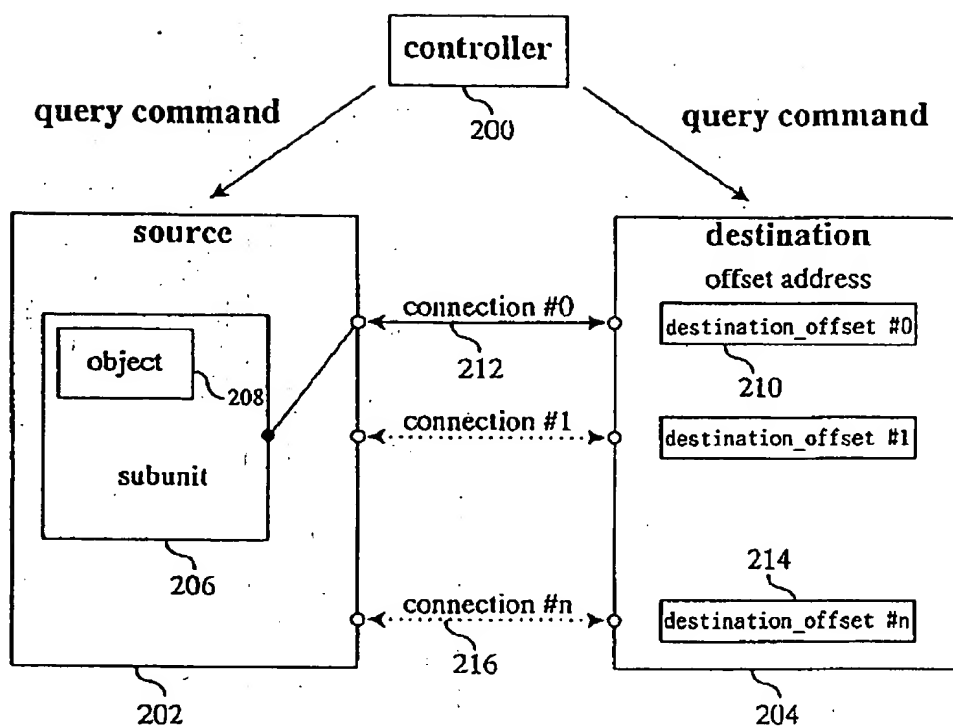 controller
200
query command
query command
source
destination
offset address
connection #0
destination_offset #0
object
208
212
210
connection #1
destination_offset #1
subunit
206
214
connection #n
destination_offset #n
216
202
204